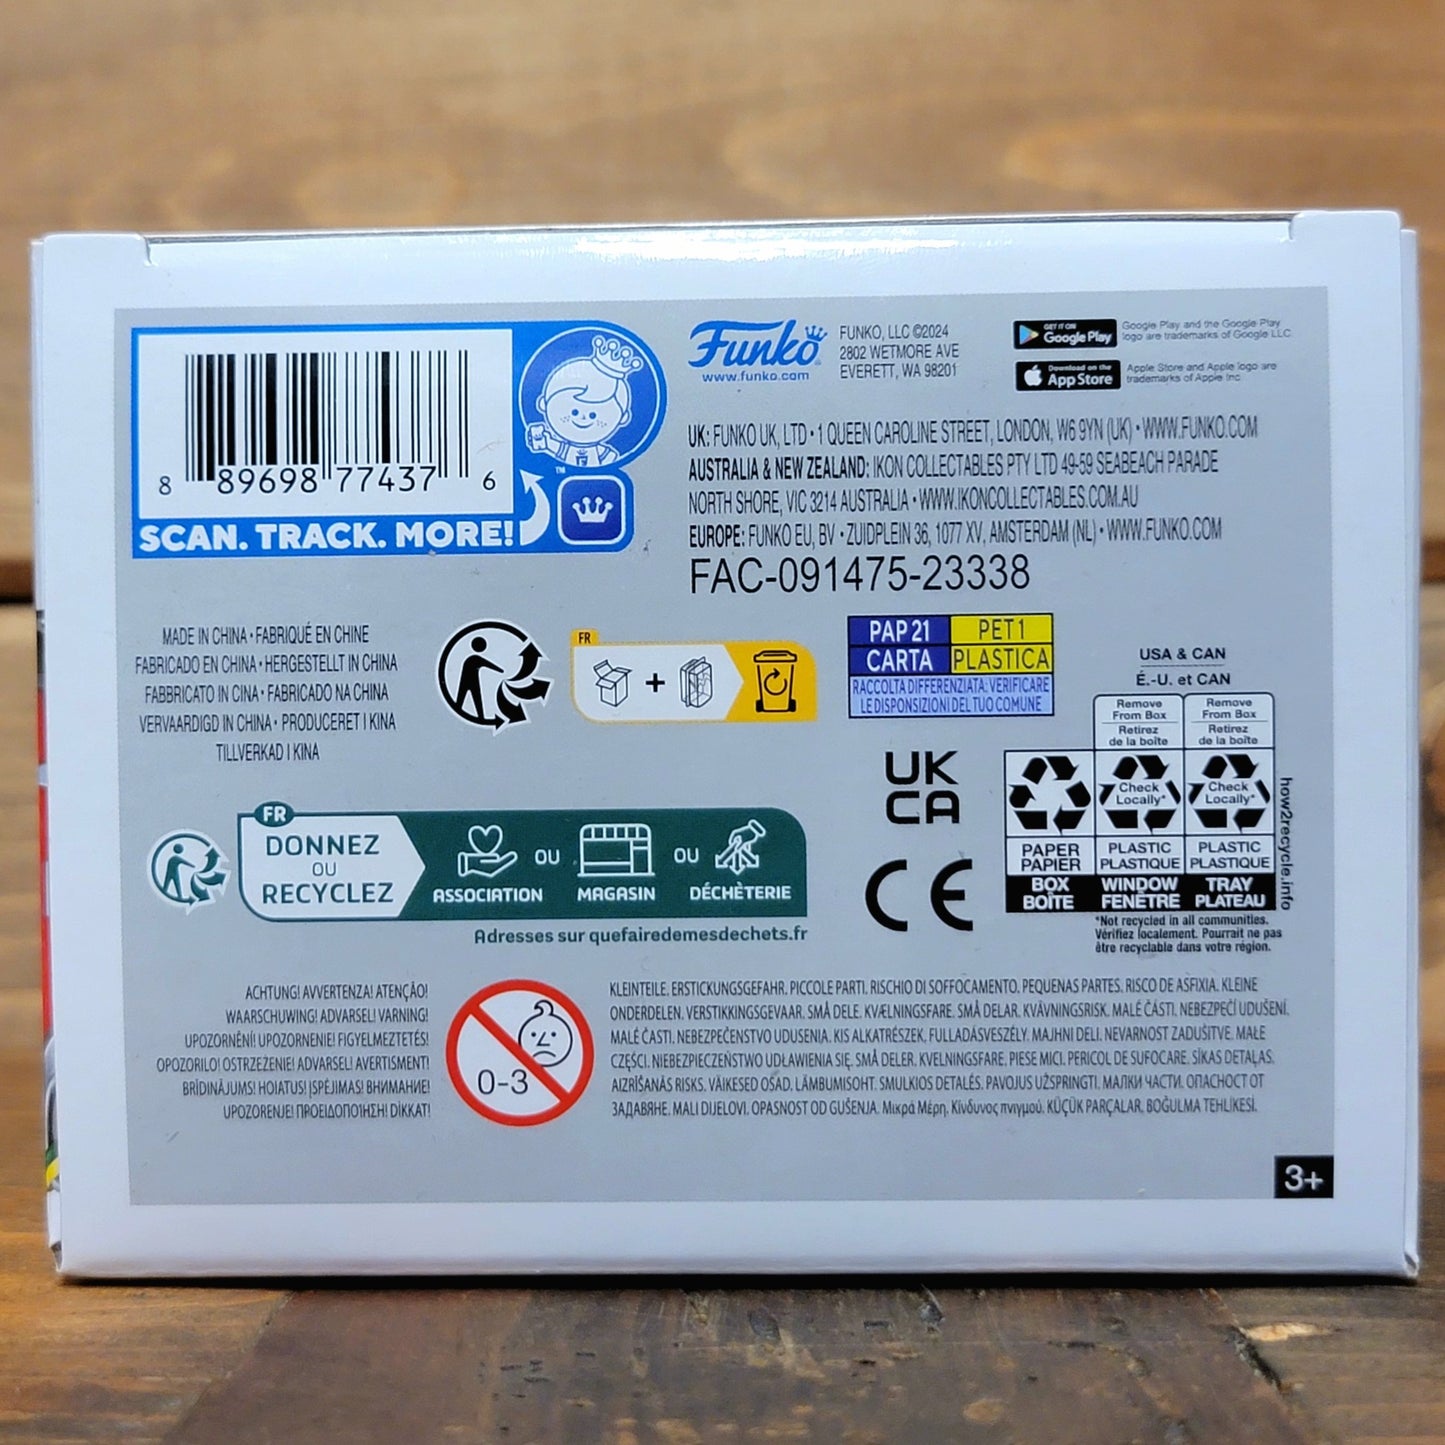 8 89698 77437 6
SCAN. TRACK. MORE!
™
Funko
www.funko.com
FUNKO, LLC ©2024
2802 WETMORE AVE
EVERETT, WA 98201
GET IT ON
Google Play
Google Play and the Google Play
logo are trademarks of Google LLC.
Download on the
App Store
Apple Store and Apple logo are
trademarks of Apple Inc.
UK: FUNKO UK, LTD • 1 QUEEN CAROLINE STREET, LONDON, W6 9YN (UK) • WWW.FUNKO.COM
AUSTRALIA & NEW ZEALAND: IKON COLLECTABLES PTY LTD 49-59 SEABEACH PARADE
NORTH SHORE, VIC 3214 AUSTRALIA • WWW.IKONCOLLECTABLES.COM.AU
EUROPE: FUNKO EU, BV • ZUIDPLEIN 36, 1077 XV, AMSTERDAM (NL) • WWW.FUNKO.COM
FAC-091475-23338
MADE IN CHINA • FABRIQUÉ EN CHINE
FABRICADO EN CHINA • HERGESTELLT IN CHINA
FABBRICATO IN CINA • FABRICADO NA CHINA
VERVAARDIGD IN CHINA • PRODUCERET I KINA
TILLVERKAD I KINA
FR
+
PAP 21
PET 1
CARTA
PLASTICA
RACCOLTA DIFFERENZIATA: VERIFICARE
LE DISPOSIZIONI DEL TUO COMUNE
UK
CA
CE
USA & CAN
É.-U. et CAN
Remove
From Box
Retirez
de la boîte
Remove
From Box
Retirez
de la boîte
Check
Locally*
Check
Locally*
PAPER
PAPIER
PLASTIC
PLASTIQUE
PLASTIC
PLASTIQUE
BOX
BOÎTE
WINDOW
FENÊTRE
TRAY
PLATEAU
how2recycle.info
*Not recycled in all communities.
Vérifiez localement. Pourrait ne pas
être recyclable dans votre région.
FR
DONNEZ
OU
RECYCLEZ
ASSOCIATION
OU
MAGASIN
OU
DÉCHÈTERIE
Adresses sur quefairedemesdechets.fr
ACHTUNG! AVVERTENZA! ATENÇÃO!
WAARSCHUWING! ADVARSEL! VARNING!
UPOZORNĚNÍ! UPOZORNENIE! FIGYELMEZTETÉS!
OPOZORILO! OSTRZEŻENIE! ADVARSEL! AVERTISMENT!
BRĪDINĀJUMS! HOIATUS! ĮSPĖJIMAS! ВНИМАНИЕ!
UPOZORENJE! ΠΡΟΕΙΔΟΠΟΙΗΣΗ! DİKKAT!
0-3
KLEINTEILE. ERSTICKUNGSGEFAHR. PICCOLE PARTI. RISCHIO DI SOFFOCAMENTO. PEQUENAS PARTES. RISCO DE ASFIXIA. KLEINE
ONDERDELEN. VERSTIKKINGSGEVAAR. SMÅ DELE. KVÆLNINGSFARE. SMÅ DELAR. KVÄVNINGSRISK. MALÉ ČÁSTI. NEBEZPEČÍ UDUŠENÍ.
MALÉ ČASTI. NEBEZPEČENSTVO UDUSENIA. KIS ALKATRÉSZEK, FULLADÁSVESZÉLY. MAJHNI DELI. NEVARNOST ZADUŠITVE. MAŁE
CZĘŚCI. NIEBEZPIECZEŃSTWO UDŁAWIENIA SIĘ. SMÅ DELER. KVELNINGSFARE. PIESE MICI. PERICOL DE SUFOCARE. SĪKAS DETAĻAS.
AIZRĪŠANĀS RISKS. VÄIKESED OSAD. LÄMBUMISOHT. SMULKIOS DETALĖS. PAVOJUS UŽSPRINGTI. МАЛКИ ЧАСТИ. ОПАСНОСТ ОТ
ЗАДАВЯНЕ. MALI DIJELOVI. OPASNOST OD GUŠENJA. Μικρά Μέρη. Κίνδυνος πνιγμού. KÜÇÜK PARÇALAR. BOĞULMA TEHLİKESİ.
3+